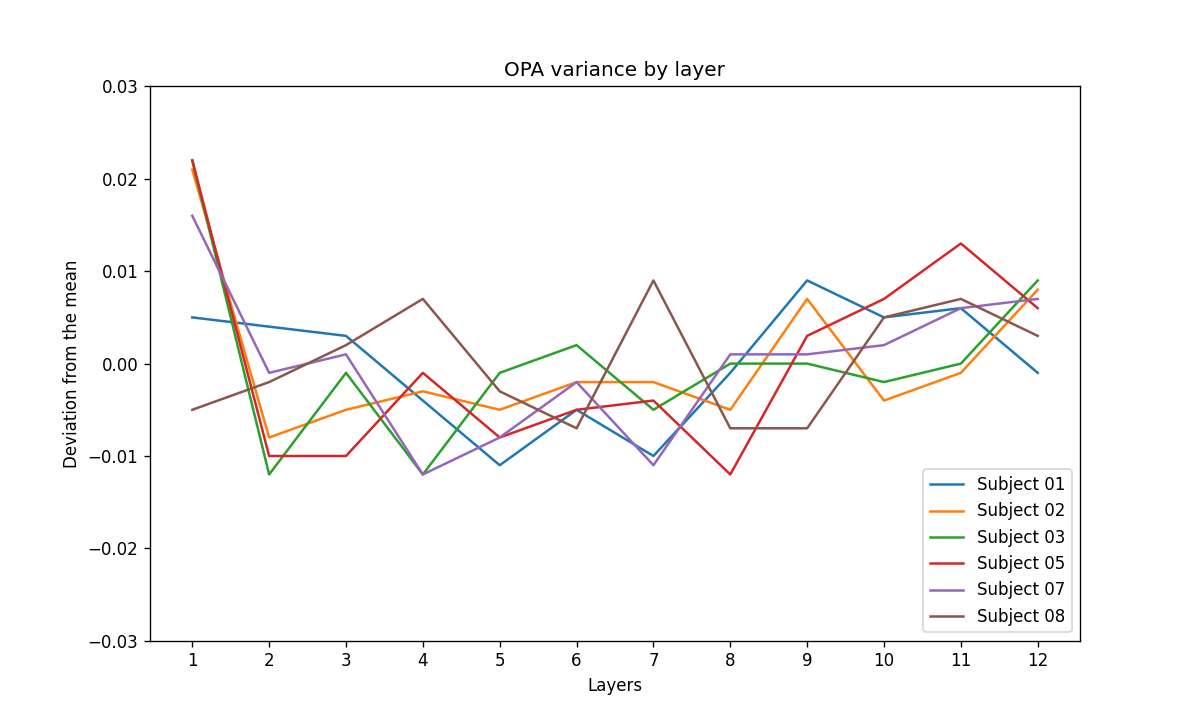 OPA variance by layer
0.03
0.02
0.01
0.00
−0.01
−0.02
−0.03
Deviation from the mean
1 2 3 4 5 6 7 8 9 10 11 12
Layers
Subject 01
Subject 02
Subject 03
Subject 05
Subject 07
Subject 08